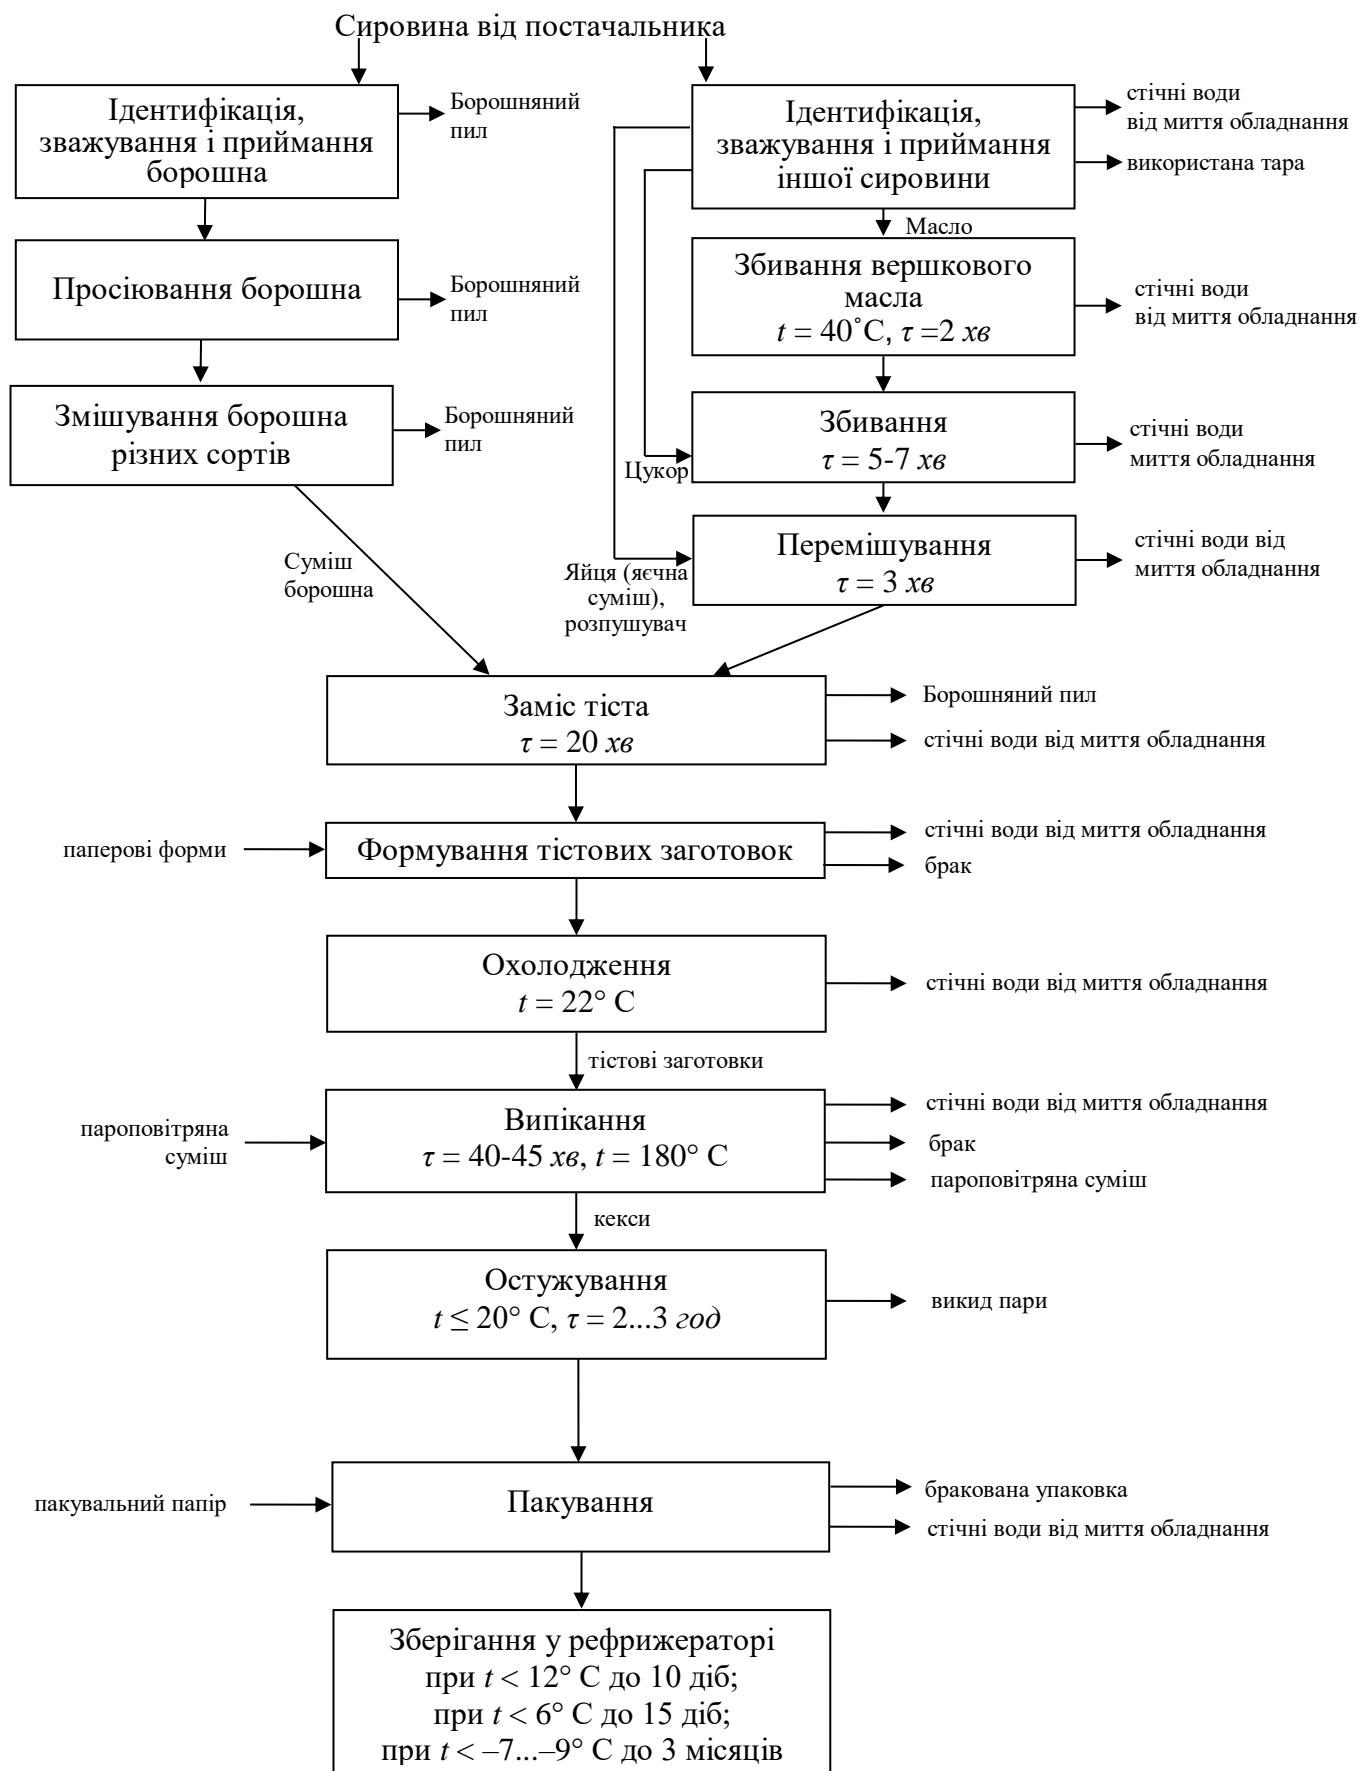 Сировина від постачальника
Ідентифікація,
зважування і приймання
борошна
Борошняний
пил
Ідентифікація,
зважування і приймання
іншої сировини
стічні води
від миття обладнання
використана тара
Масло
Просіювання борошна
Борошняний
пил
Збивання вершкового
масла
t = 40˚C, τ =2 хв
стічні води
від миття обладнання
Змішування борошна
різних сортів
Борошняний
пил
Цукор
Збивання
τ = 5-7 хв
стічні води
миття обладнання
Суміш
борошна
Яйця (яєчна
суміш),
розпушувач
Перемішування
τ = 3 хв
стічні води від
миття обладнання
Заміс тіста
τ = 20 хв
Борошняний пил
стічні води від миття обладнання
паперові форми
Формування тістових заготовок
стічні води від миття обладнання
брак
Охолодження
t = 22° С
стічні води від миття обладнання
тістові заготовки
пароповітряна
суміш
Випікання
τ = 40-45 хв, t = 180° С
стічні води від миття обладнання
брак
пароповітряна суміш
кекси
Остужування
t ≤ 20° С, τ = 2...3 год
викид пари
пакувальний папір
Пакування
бракована упаковка
стічні води від миття обладнання
Зберігання у рефрижераторі
при t < 12° С до 10 діб;
при t < 6° С до 15 діб;
при t < –7...–9° С до 3 місяців